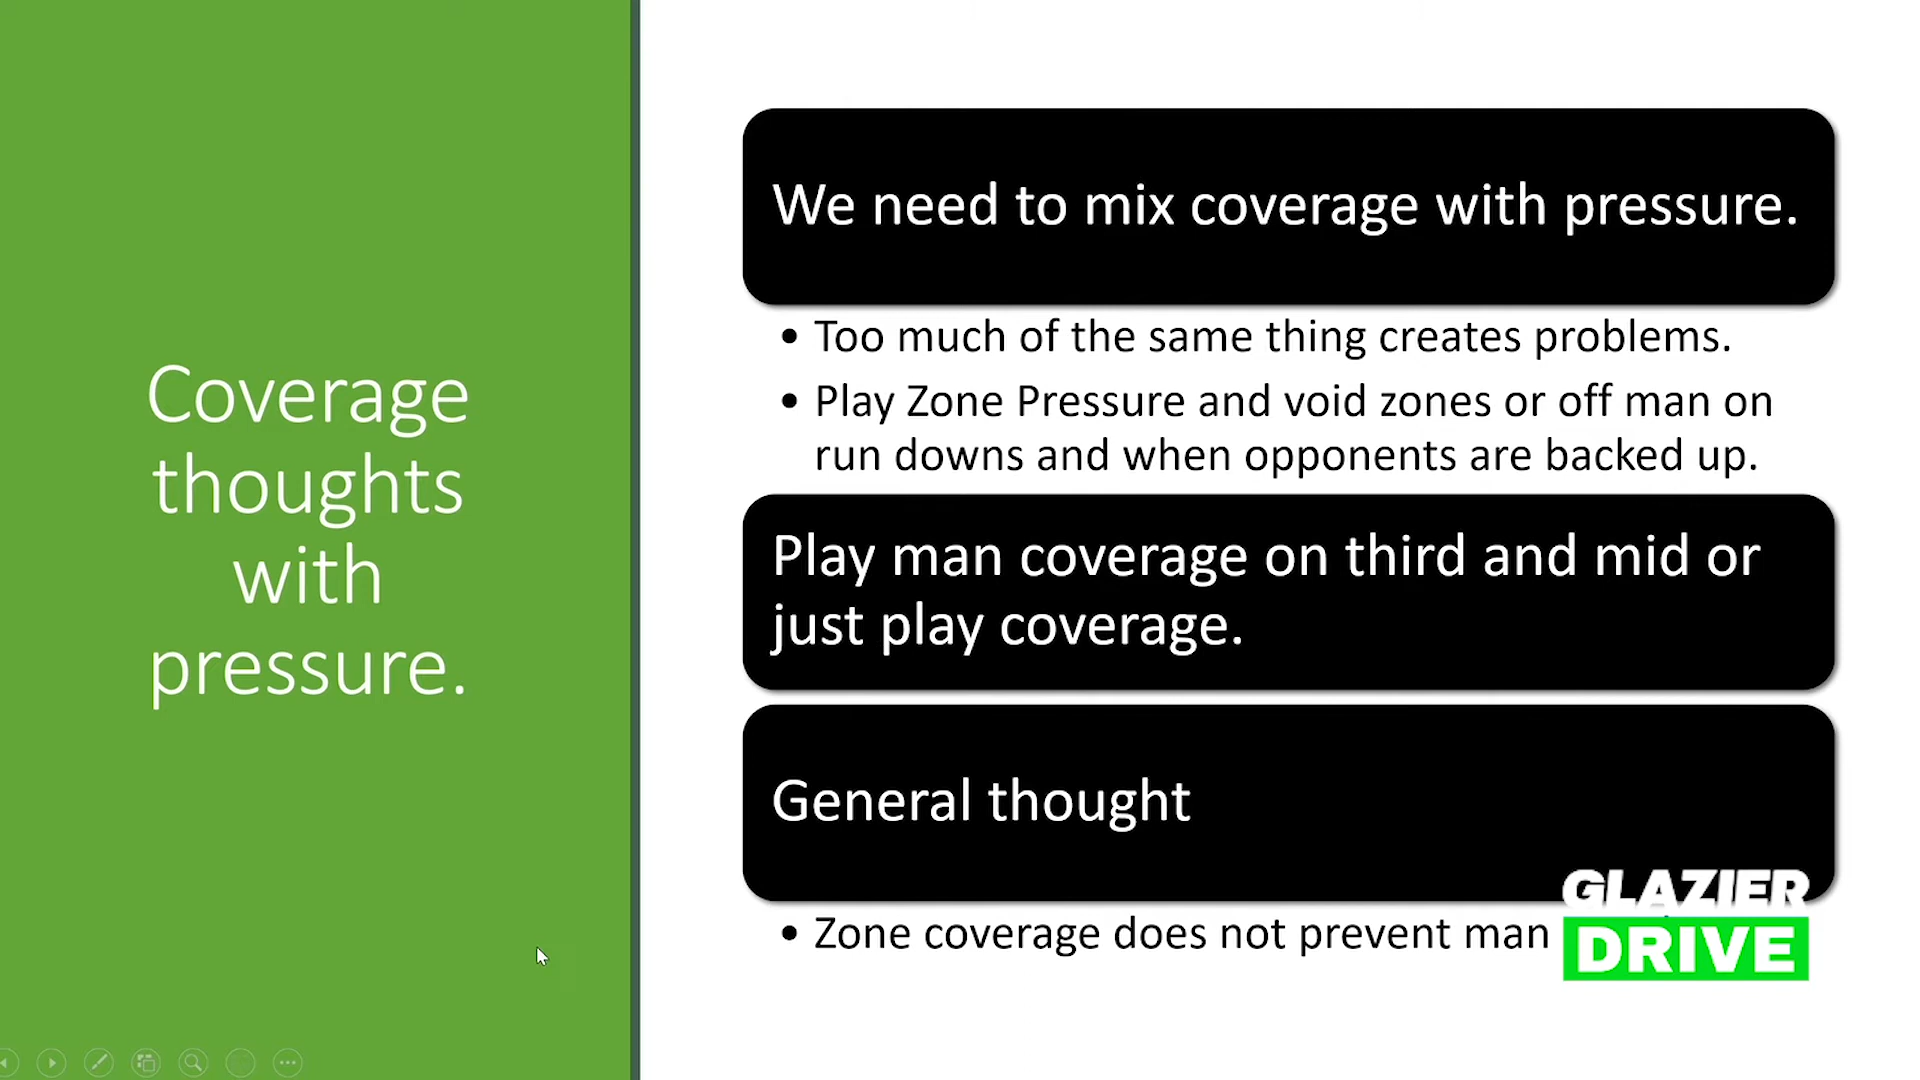 Coverage
thoughts
with
pressure.
We need to mix coverage with pressure.
• Too much of the same thing creates problems.
• Play Zone Pressure and void zones or off man on
run downs and when opponents are backed up.
Play man coverage on third and mid or
just play coverage.
General thought
• Zone coverage does not prevent man
GLAZIER
DRIVE